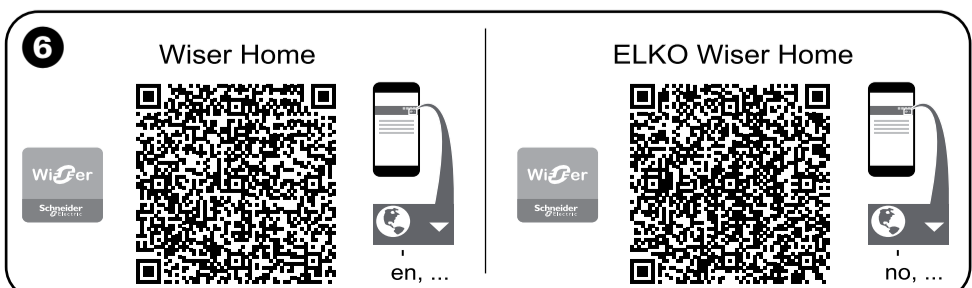 6
Wiser Home
Wiser
Schneider
Electric
en, ...
ELKO Wiser Home
Wiser
Schneider
Electric
no, ...